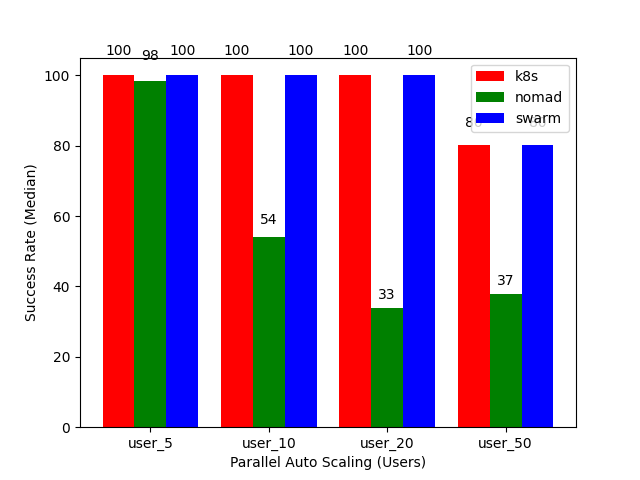 100 98 100 100 100 100 100
k8s
nomad
swarm
54
33
37
100
80
60
40
20
0
Success Rate (Median)
user_5 user_10 user_20 user_50
Parallel Auto Scaling (Users)